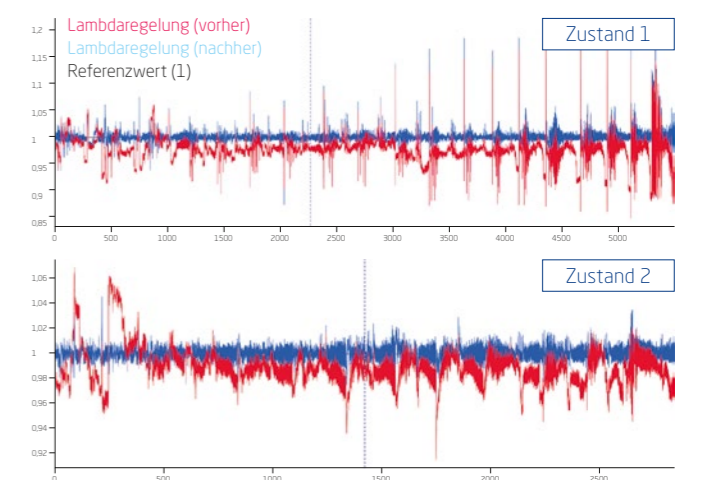 Lambdaregelung (vorher)
Lambdaregelung (nachher)
Referenzwert (1)
Zustand 1
1,2
1,15
1,1
1,05
1
0,95
0,9
0,85
0 500 1000 1500 2000 2500 3000 3500 4000 4500 5000
Zustand 2
1,06
1,04
1,02
1
0,98
0,96
0,94
0,92
0 500 1000 1500 2000 2500